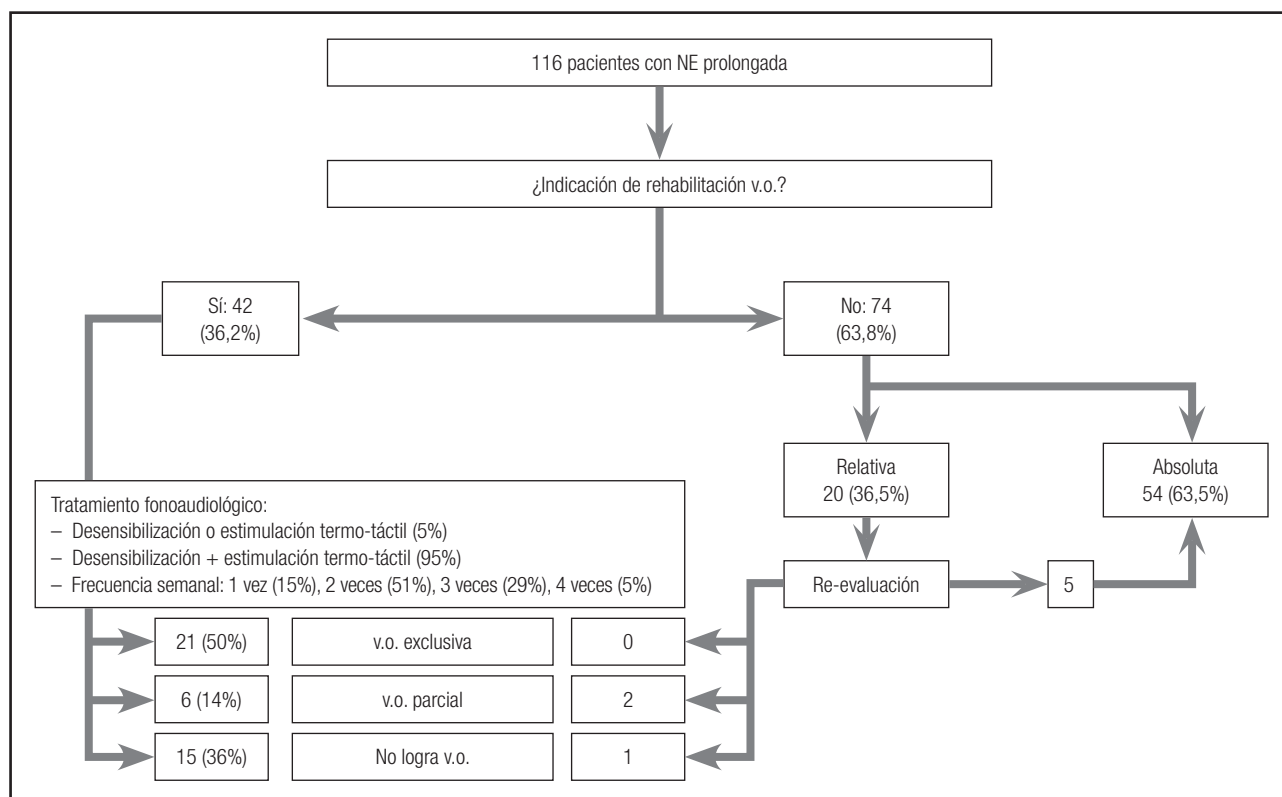 116 pacientes con NE prolongada
¿Indicación de rehabilitación v.o.?
Sí: 42
(36,2%)
No: 74
(63,8%)
Relativa
20 (36,5%)
Absoluta
54 (63,5%)
Tratamiento fonoaudiológico:
– Desensibilización o estimulación termo-táctil (5%)
– Desensibilización + estimulación termo-táctil (95%)
– Frecuencia semanal: 1 vez (15%), 2 veces (51%), 3 veces (29%), 4 veces (5%)
Re-evaluación
5
21 (50%)
v.o. exclusiva
0
6 (14%)
v.o. parcial
2
15 (36%)
No logra v.o.
1